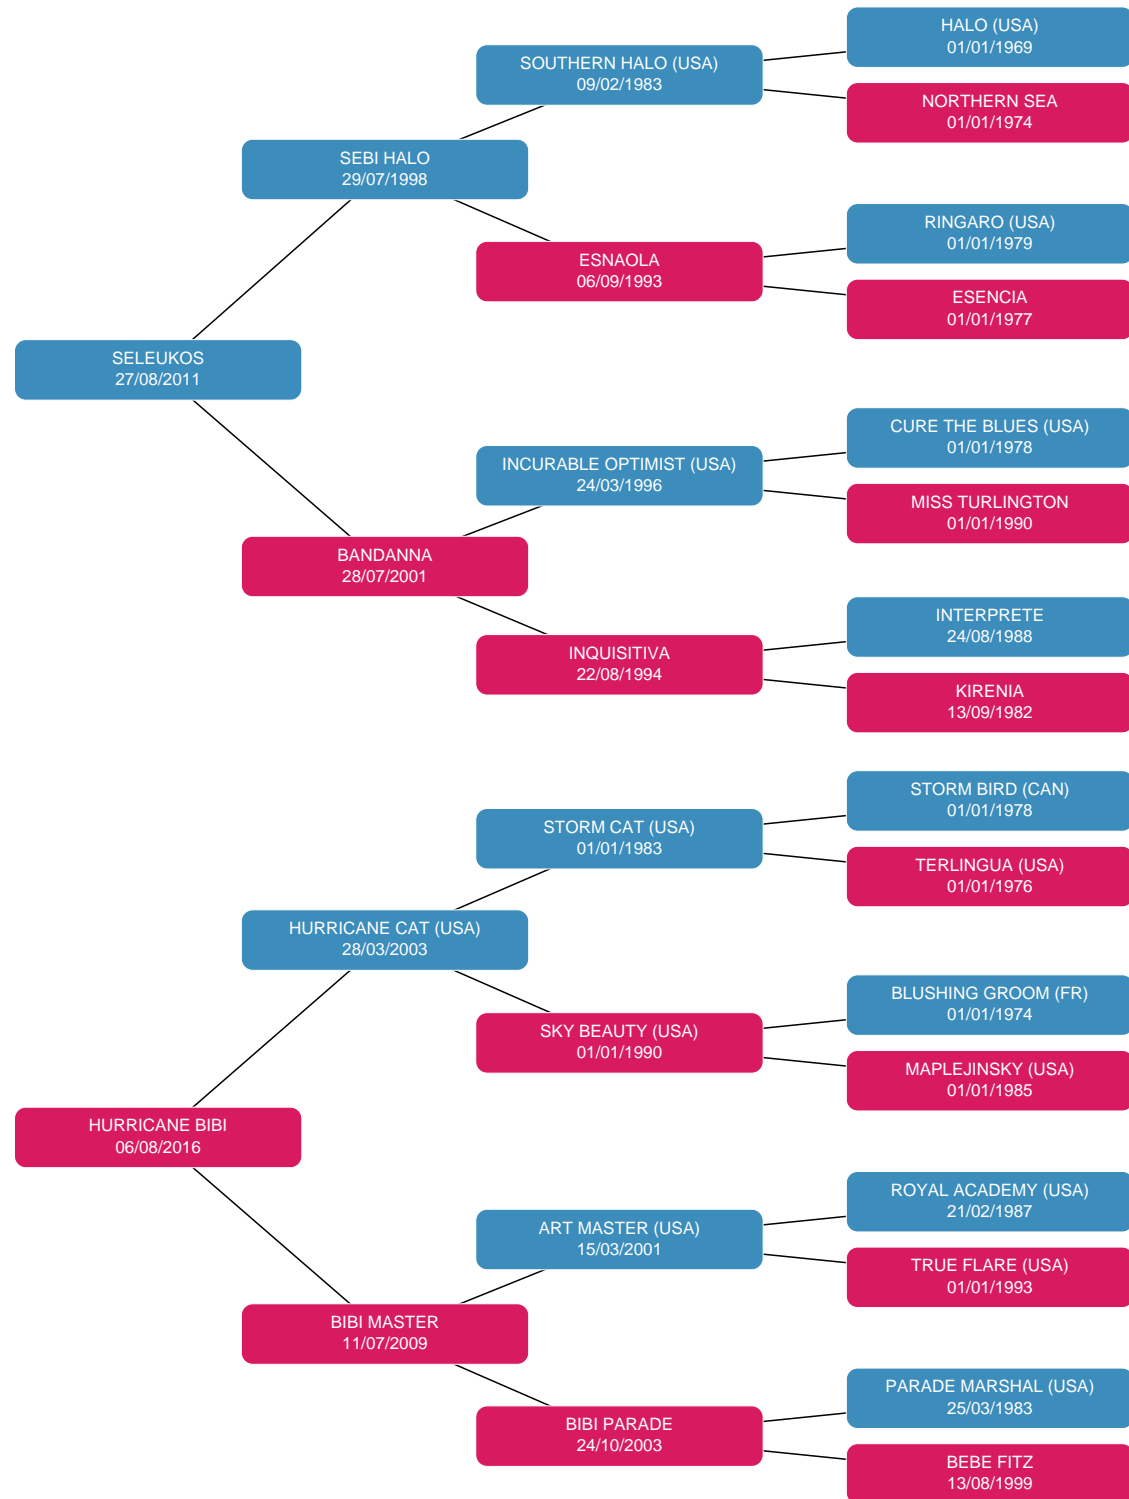 HALO (USA)
01/01/1969
SOUTHERN HALO (USA)
09/02/1983
NORTHERN SEA
01/01/1974
SEBI HALO
29/07/1998
RINGARO (USA)
01/01/1979
ESNAOLA
06/09/1993
ESENCIA
01/01/1977
SELEUKOS
27/08/2011
CURE THE BLUES (USA)
01/01/1978
INCURABLE OPTIMIST (USA)
24/03/1996
MISS TURLINGTON
01/01/1990
BANDANNA
28/07/2001
INTERPRETE
24/08/1988
INQUISITIVA
22/08/1994
KIRENIA
13/09/1982
STORM BIRD (CAN)
01/01/1978
STORM CAT (USA)
01/01/1983
TERLINGUA (USA)
01/01/1976
HURRICANE CAT (USA)
28/03/2003
BLUSHING GROOM (FR)
01/01/1974
SKY BEAUTY (USA)
01/01/1990
MAPLEJINSKY (USA)
01/01/1985
HURRICANE BIBI
06/08/2016
ROYAL ACADEMY (USA)
21/02/1987
ART MASTER (USA)
15/03/2001
TRUE FLARE (USA)
01/01/1993
BIBI MASTER
11/07/2009
PARADE MARSHAL (USA)
25/03/1983
BIBI PARADE
24/10/2003
BEBE FITZ
13/08/1999